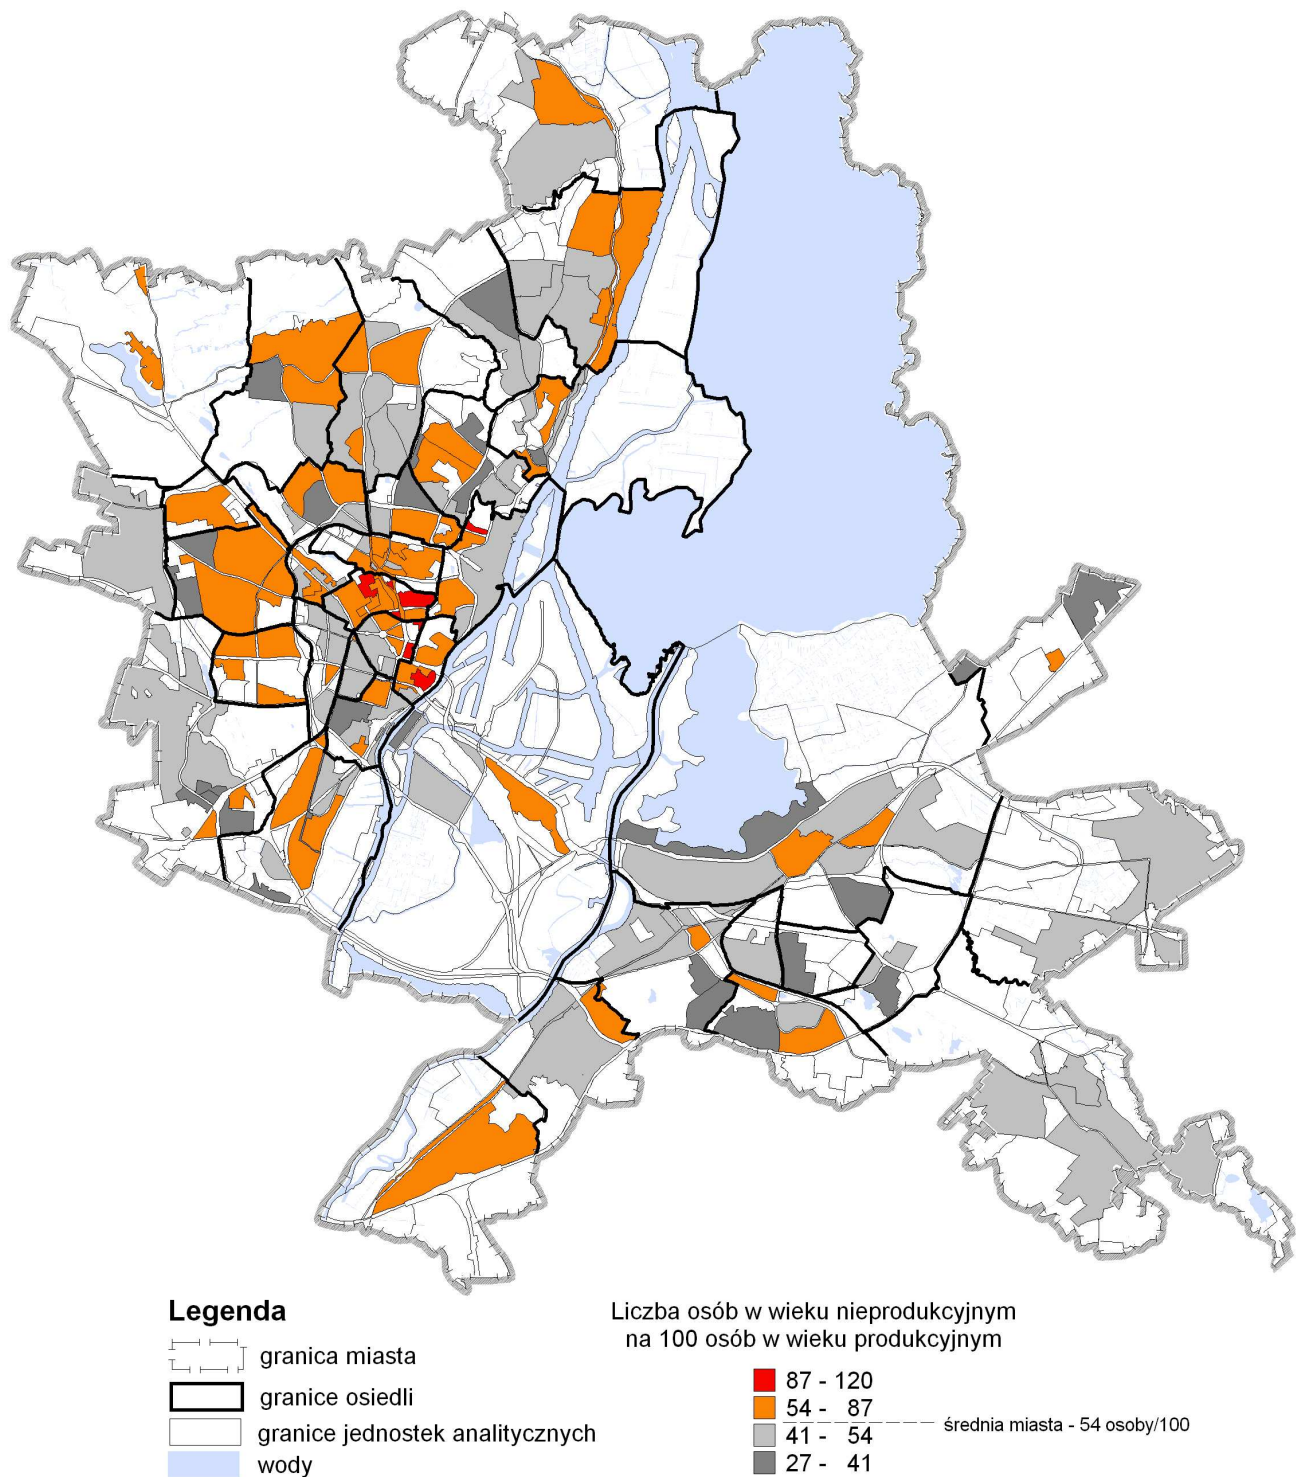 Legenda
granica miasta
granice osiedli
granice jednostek analitycznych
wody
Liczba osób w wieku nieprodukcyjnym
na 100 osób w wieku produkcyjnym
87 - 120
54 - 87
średnia miasta - 54 osoby/100
41 - 54
27 - 41